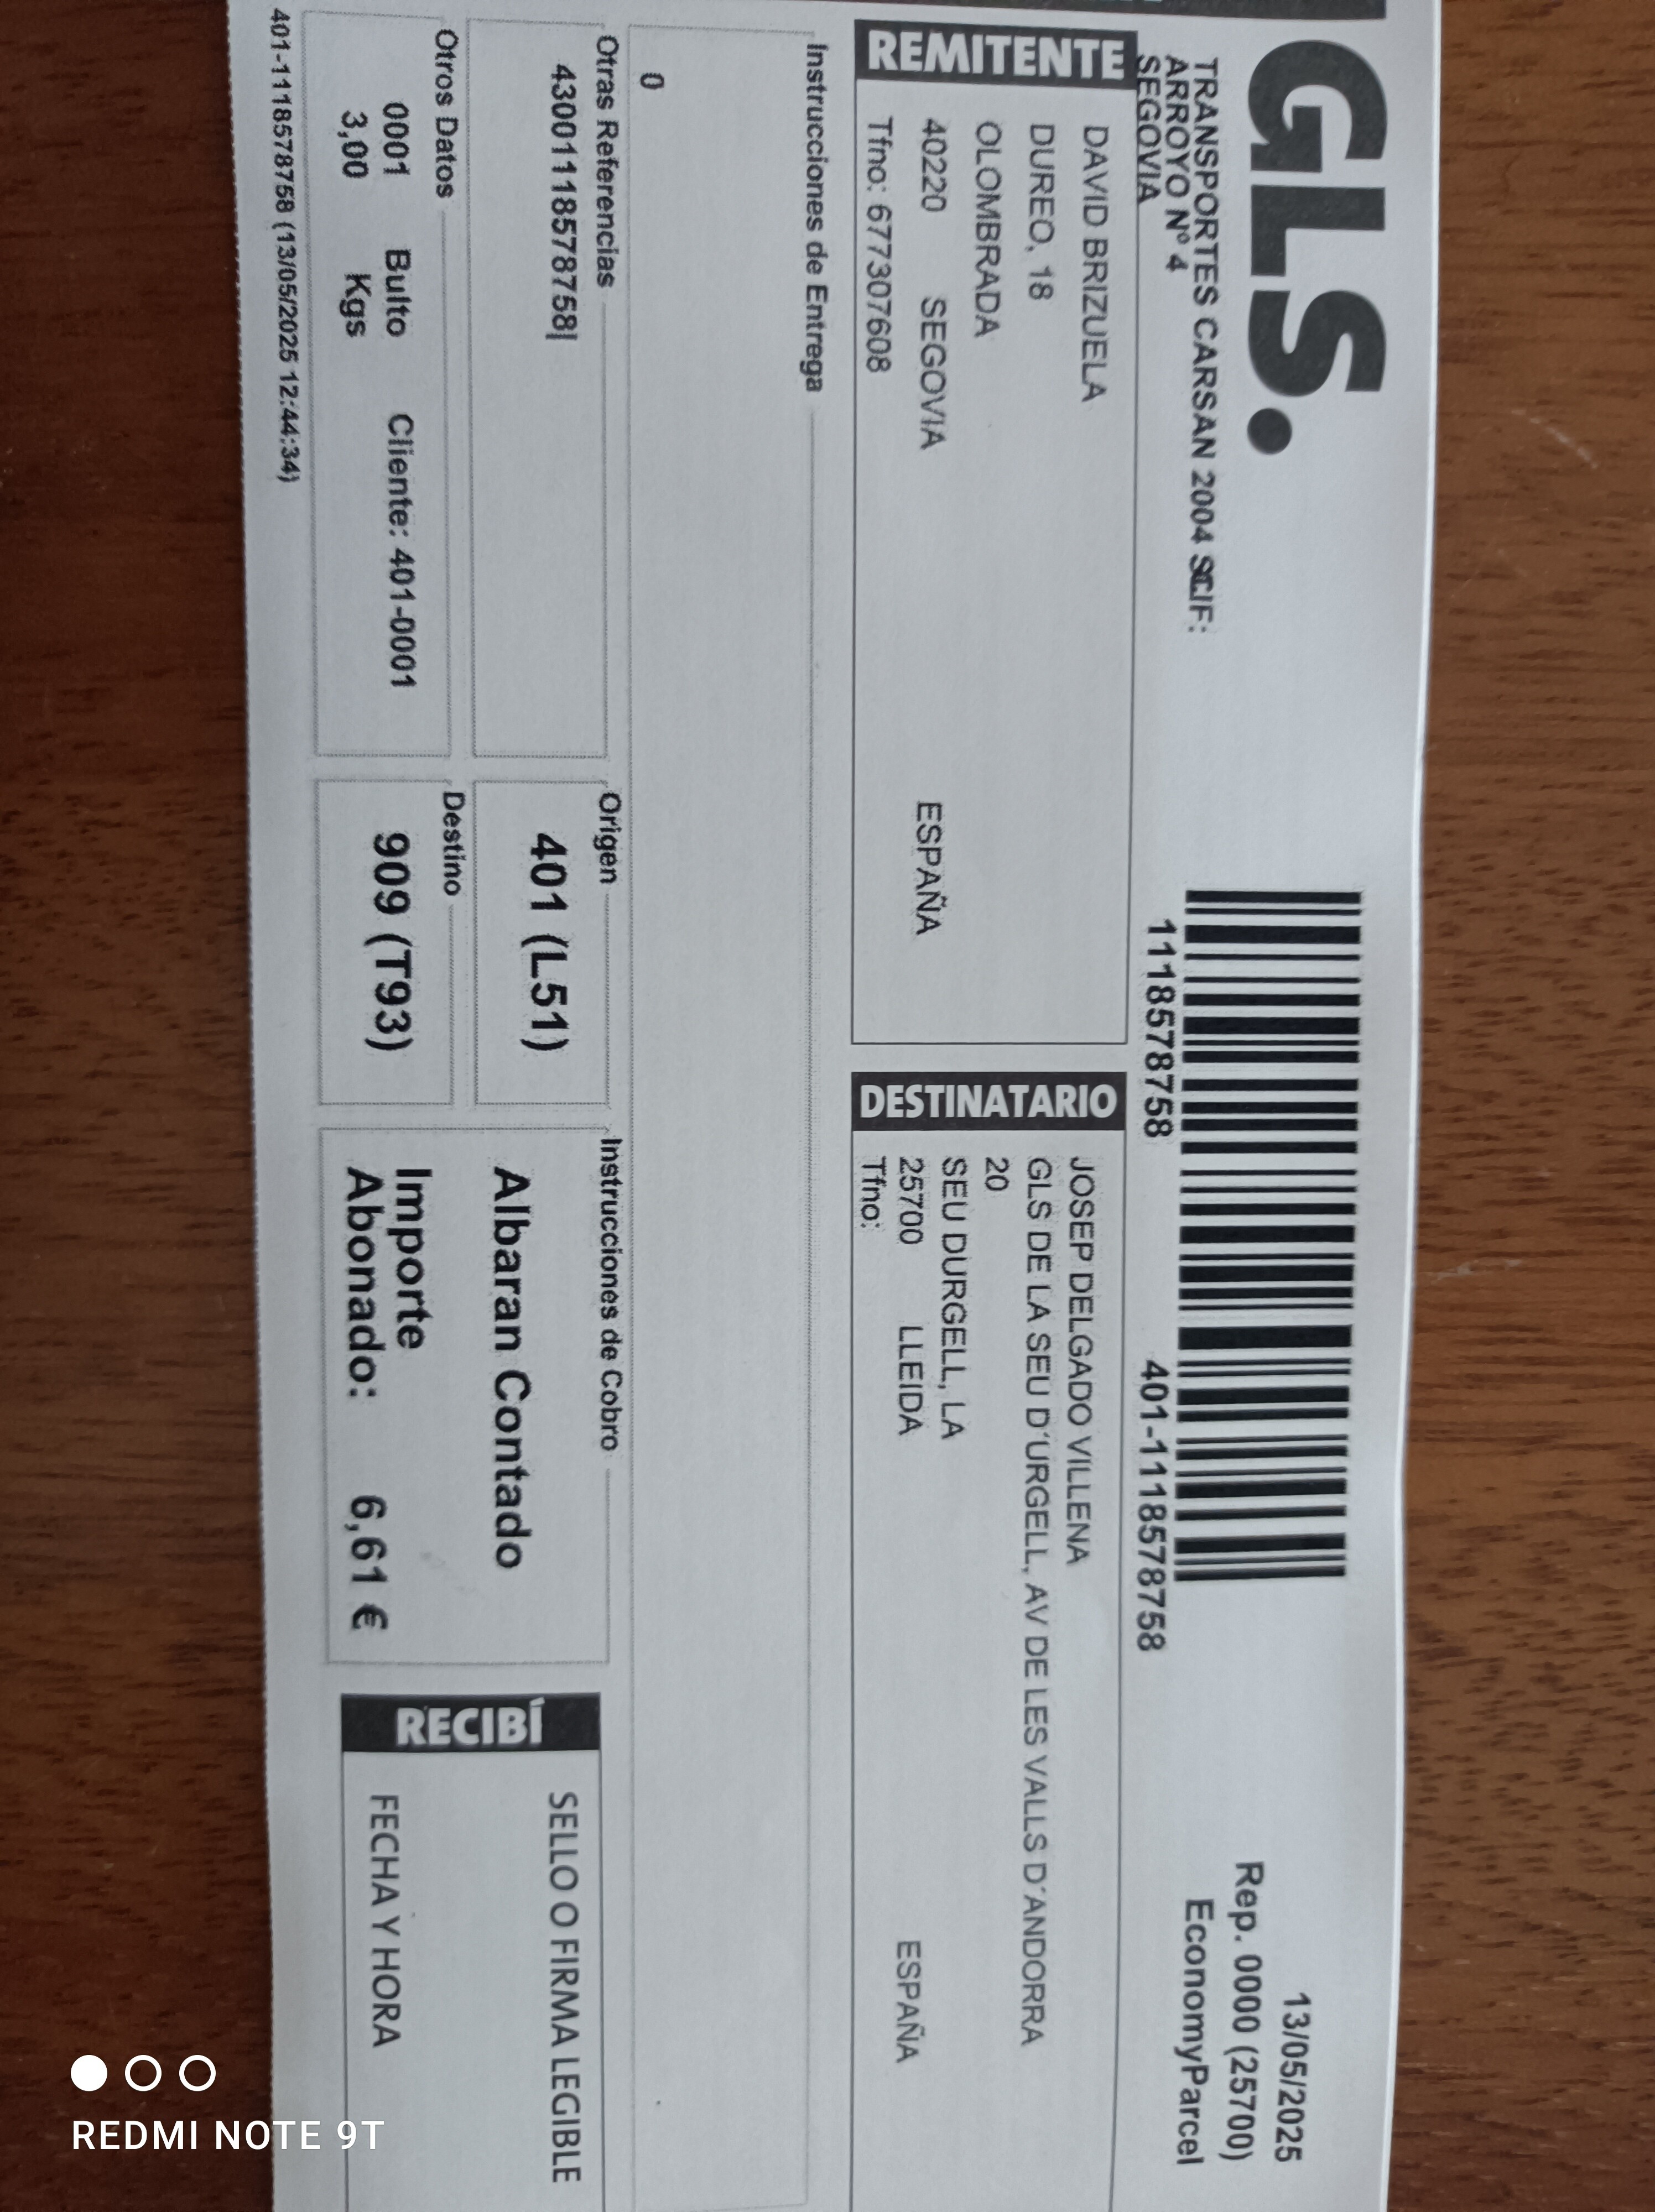 GLS.
TRANSPORTES CARSAN 2004 SL
CIF:
ARROYO Nº 4
SEGOVIA
1118578758
401-1118578758
13/05/2025
Rep. 0000 (25700)
EconomyParcel
REMITENTE
DAVID BRIZUELA
DUREO, 18
OLOMBRADA
40220 SEGOVIA ESPAÑA
Tfno: 677307608
DESTINATARIO
JOSEP DELGADO VILLENA
GLS DE LA SEU D´URGELL, AV DE LES VALLS D´ANDORRA
20
SEU DURGELL, LA
25700 LLEIDA ESPAÑA
Tfno:
Instrucciones de Entrega
0
Otras Referencias
43001118578758|
Origen
401 (L51)
Instrucciones de Cobro
Albaran Contado
Importe
Abonado: 6,61 €
Otros Datos
0001 Bulto Cliente: 401-0001
3,00 Kgs
Destino
909 (T93)
RECIBÍ
SELLO O FIRMA LEGIBLE
FECHA Y HORA
401-1118578758 (13/05/2025 12:44:34)
REDMI NOTE 9T